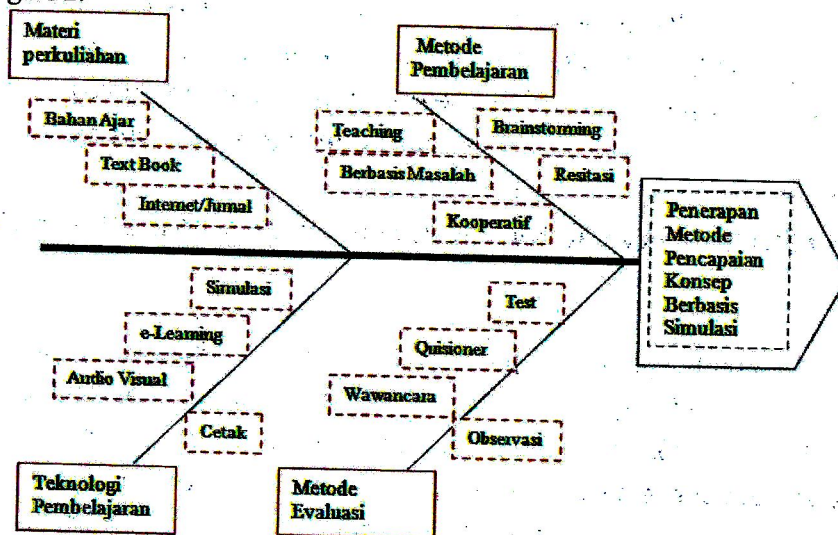 Materi
perkuliahan
Metode
Pembelajaran
Bahan Ajar
Text Book
Internet/Jurnal
Teaching
Brainstorming
Berbasis Masalah
Resitasi
Kooperatif
Penerapan
Metode
Pencapaian
Konsep
Berbasis
Simulasi
Simulasi
e-Learning
Audio Visual
Cetak
Test
Quisioner
Wawancara
Observasi
Teknologi
Pembelajaran
Metode
Evaluasi